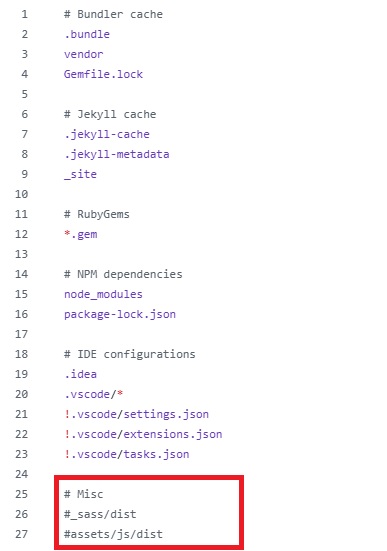 1 # Bundler cache
2 .bundle
3 vendor
4 Gemfile.lock
5
6 # Jekyll cache
7 .jekyll-cache
8 .jekyll-metadata
9 _site
10
11 # RubyGems
12 *.gem
13
14 # NPM dependencies
15 node_modules
16 package-lock.json
17
18 # IDE configurations
19 .idea
20 .vscode/*
21 !.vscode/settings.json
22 !.vscode/extensions.json
23 !.vscode/tasks.json
24
25 # Misc
26 #_sass/dist
27 #assets/js/dist